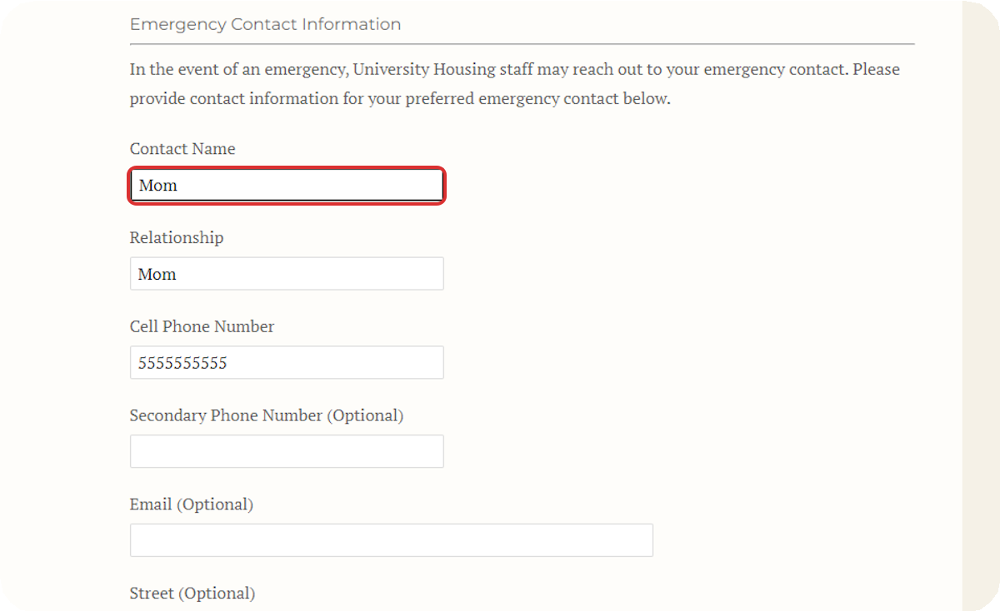 Emergency Contact Information
In the event of an emergency, University Housing staff may reach out to your emergency contact. Please
provide contact information for your preferred emergency contact below.
Contact Name
Mom
Relationship
Mom
Cell Phone Number
5555555555
Secondary Phone Number (Optional)
Email (Optional)
Street (Optional)